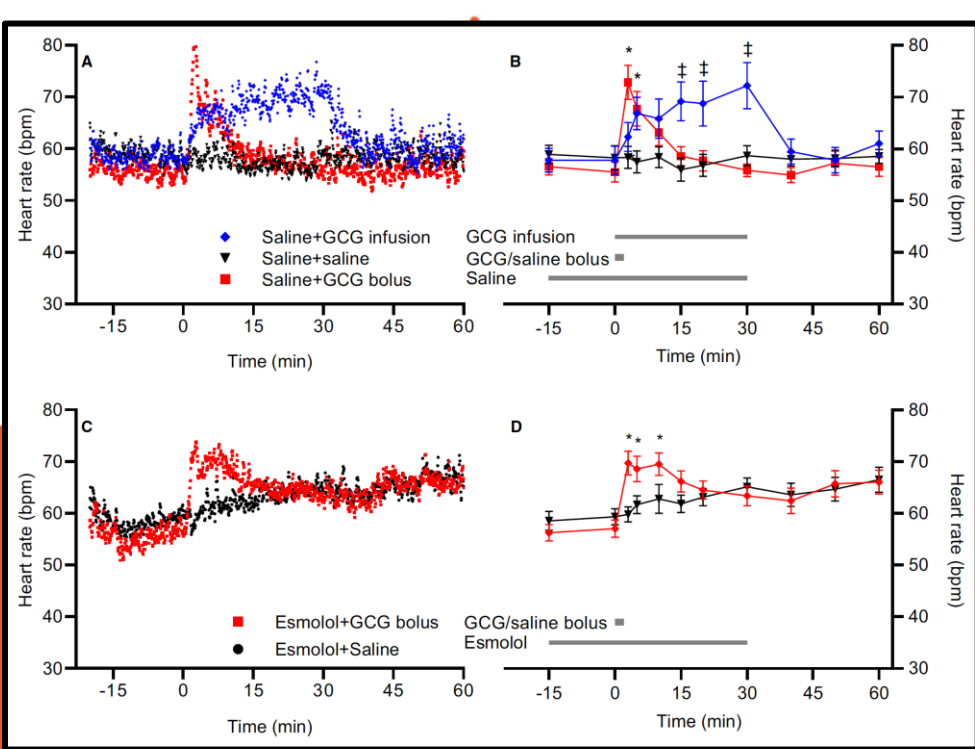 A
80
70
60
50
40
30
Heart rate (bpm)
Saline+GCG infusion
Saline+saline
Saline+GCG bolus
-15 0 15 30 45 60
Time (min)
B
* * ‡ ‡ ‡
80
70
60
50
40
30
Heart rate (bpm)
GCG infusion
GCG/saline bolus
Saline
-15 0 15 30 45 60
Time (min)
C
80
70
60
50
40
30
Heart rate (bpm)
Esmolol+GCG bolus
Esmolol+Saline
-15 0 15 30 45 60
Time (min)
D
* * *
80
70
60
50
40
30
Heart rate (bpm)
GCG/saline bolus
Esmolol
-15 0 15 30 45 60
Time (min)